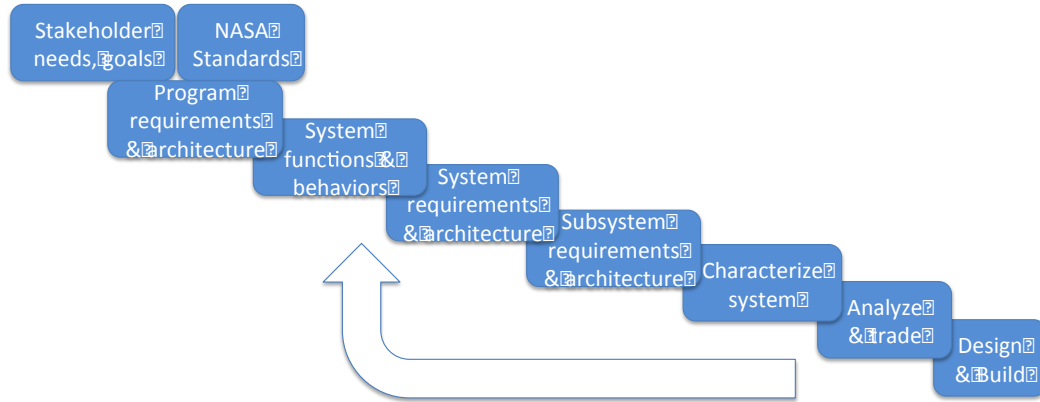 Stakeholder
needs, goals
NASA
Standards
Program
requirements
& architecture
System
functions &
behaviors
System
requirements
& architecture
Subsystem
requirements
& architecture
Characterize
system
Analyze
& trade
Design
& Build